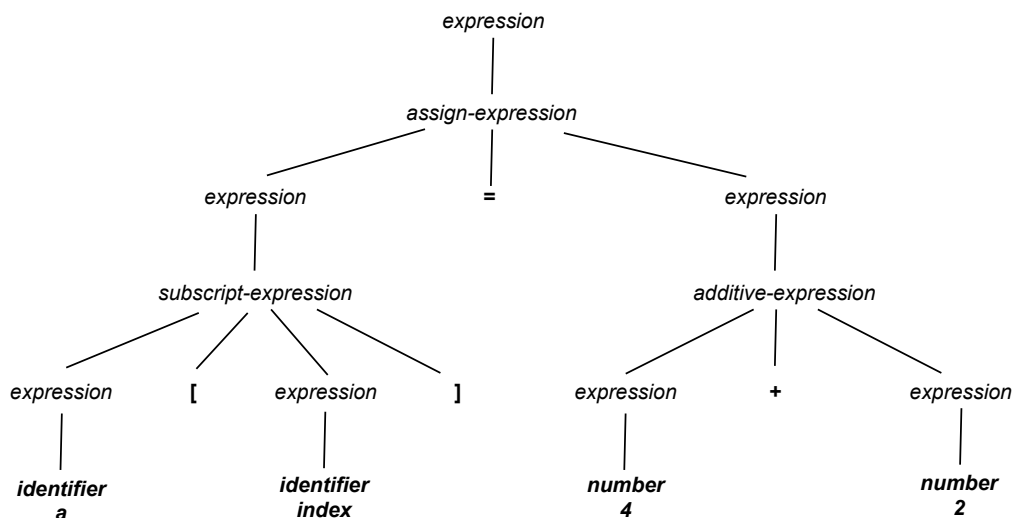 expression
assign-expression
expression = expression
subscript-expression additive-expression
expression [ expression ] expression + expression
identifier identifier number number
a index 4 2